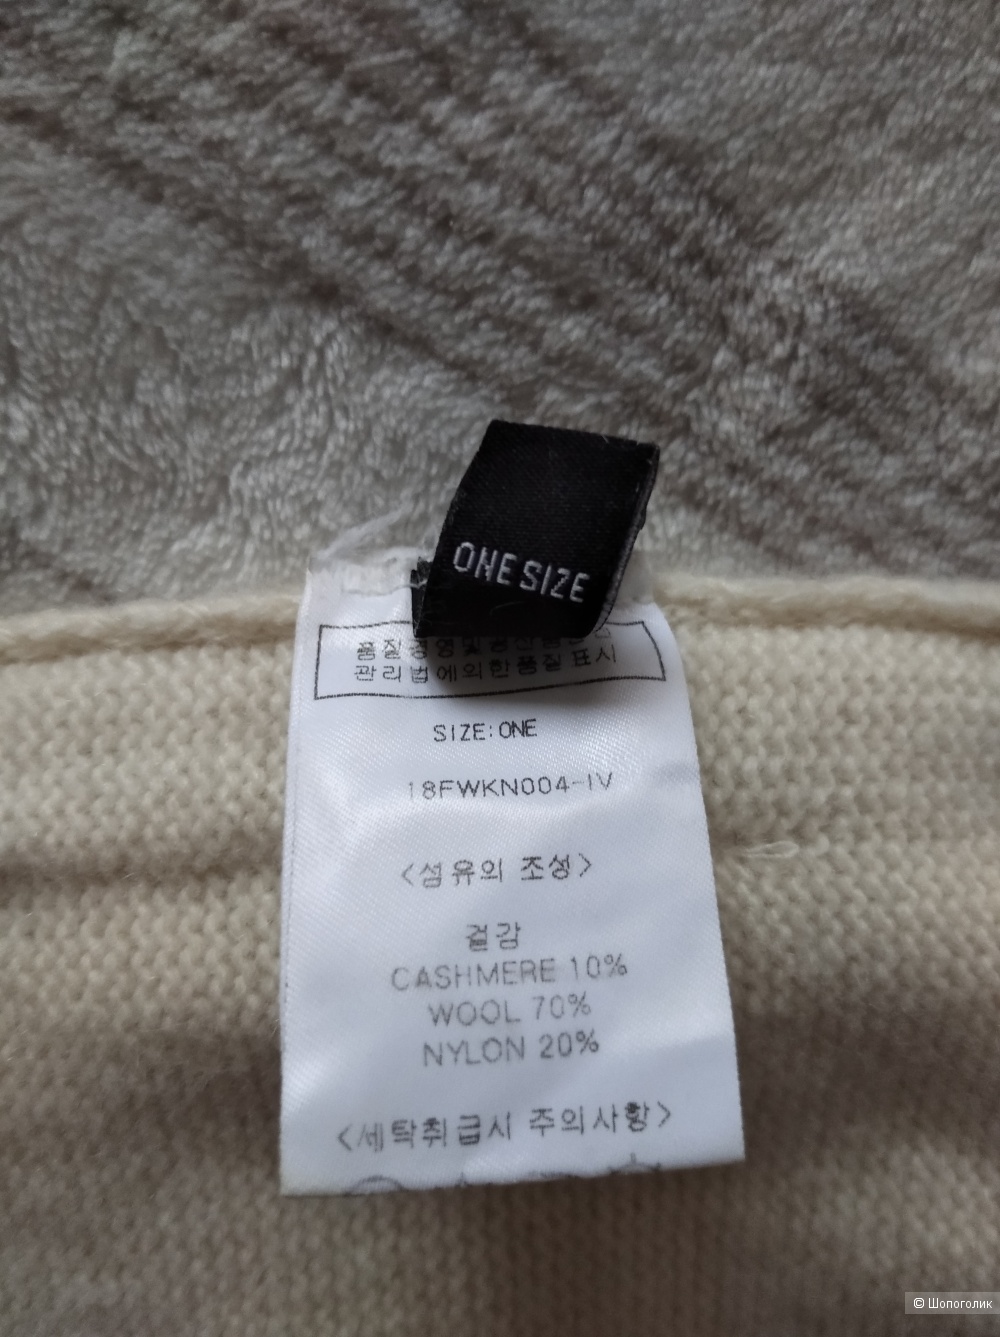 ONE SIZE
품질경영및공산품안전
관리법에의한품질표시
SIZE: ONE
18FWKN004-IV
<섬유의 조성>
겉감
CASHMERE 10%
WOOL 70%
NYLON 20%
<세탁취급시 주의사항>
© Шопоголик